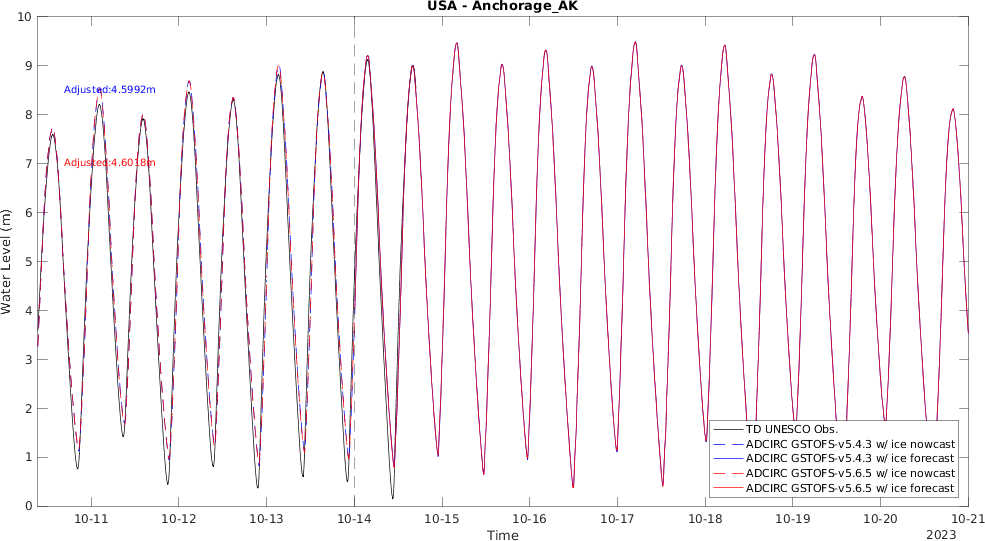 USA - Anchorage_AK
10
9
8
7
6
5
4
3
2
1
0
Water Level (m)
Adjusted:4.5992m
Adjusted:4.6018m
TD UNESCO Obs.
ADCIRC GSTOFS-v5.4.3 w/ ice nowcast
ADCIRC GSTOFS-v5.4.3 w/ ice forecast
ADCIRC GSTOFS-v5.6.5 w/ ice nowcast
ADCIRC GSTOFS-v5.6.5 w/ ice forecast
10-11 10-12 10-13 10-14 10-15 10-16 10-17 10-18 10-19 10-20 10-21
Time
2023